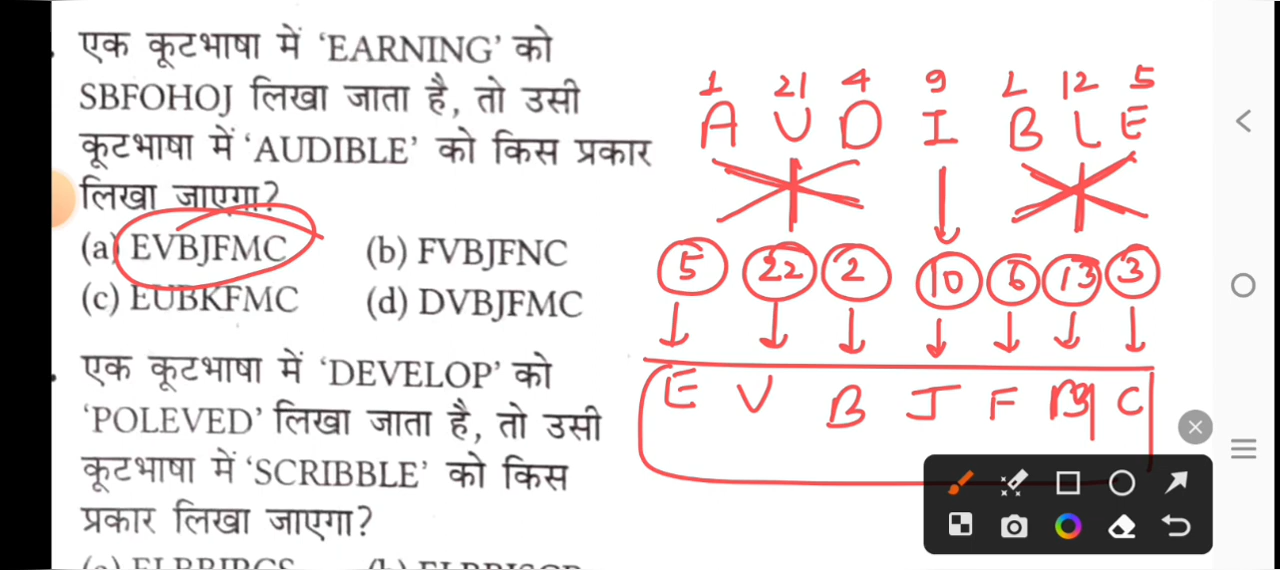 एक कूटभाषा में ‘EARNING’ को
SBFOHOJ लिखा जाता है, तो उसी
कूटभाषा में ‘AUDIBLE’ को किस प्रकार
लिखा जाएगा?
(a) EVBJFMC (b) FVBJFNC
(c) EUBKFMC (d) DVBJFMC
एक कूटभाषा में ‘DEVELOP’ को
‘POLEVED’ लिखा जाता है, तो उसी
कूटभाषा में ‘SCRIBBLE’ को किस
प्रकार लिखा जाएगा?
1 21 4 9 2 12 5
A U D I B L E
5 22 2 10 6 13 3
E V B J F M C